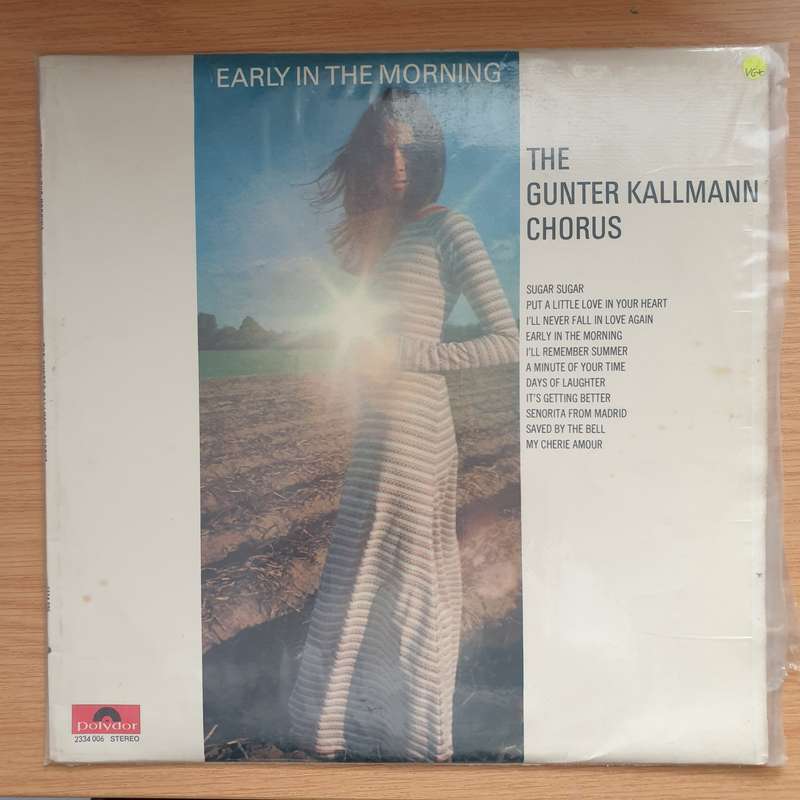 EARLY IN THE MORNING
VG+
THE
GUNTER KALLMANN
CHORUS
SUGAR SUGAR
PUT A LITTLE LOVE IN YOUR HEART
I'LL NEVER FALL IN LOVE AGAIN
EARLY IN THE MORNING
I'LL REMEMBER SUMMER
A MINUTE OF YOUR TIME
DAYS OF LAUGHTER
IT'S GETTING BETTER
SENORITA FROM MADRID
SAVED BY THE BELL
MY CHERIE AMOUR
polydor
2334 006 STEREO